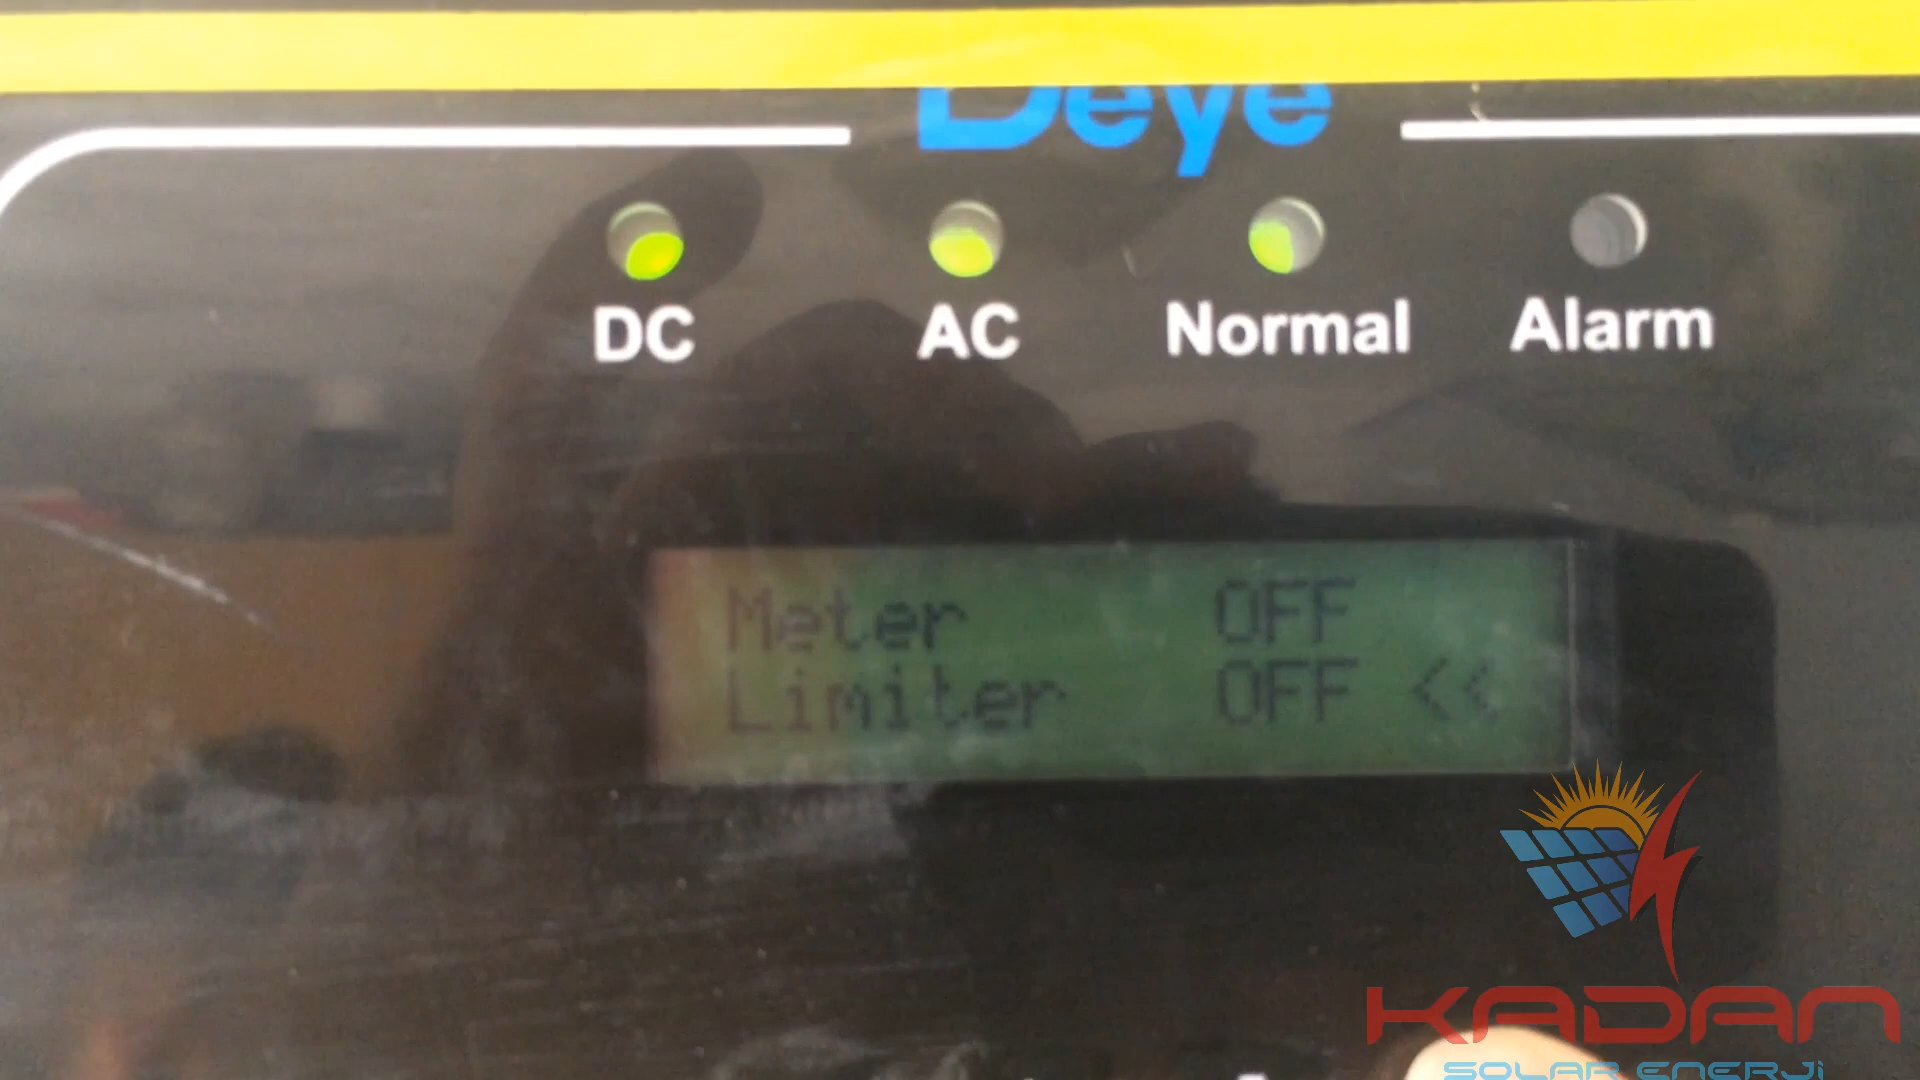 Deye
DC AC Normal Alarm
Meter OFF
Limiter OFF <<
KADAN
SOLAR ENERJİ